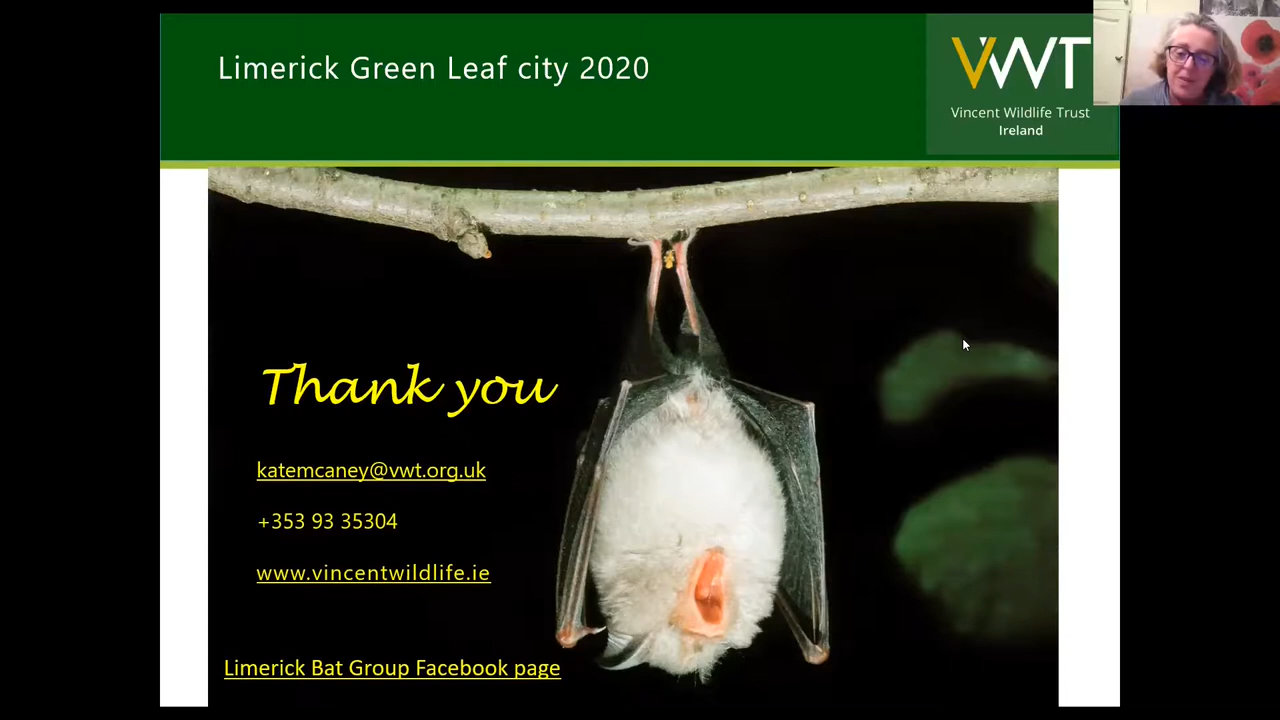 Limerick Green Leaf city 2020
VWT
Vincent Wildlife Trust
Ireland
Thank you
katemcaney@vwt.org.uk
+353 93 35304
www.vincentwildlife.ie
Limerick Bat Group Facebook page